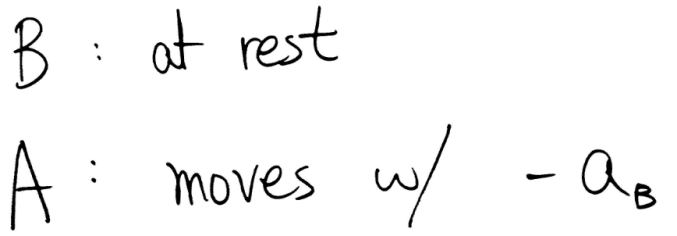 B : at rest
A : moves w/ - a_B